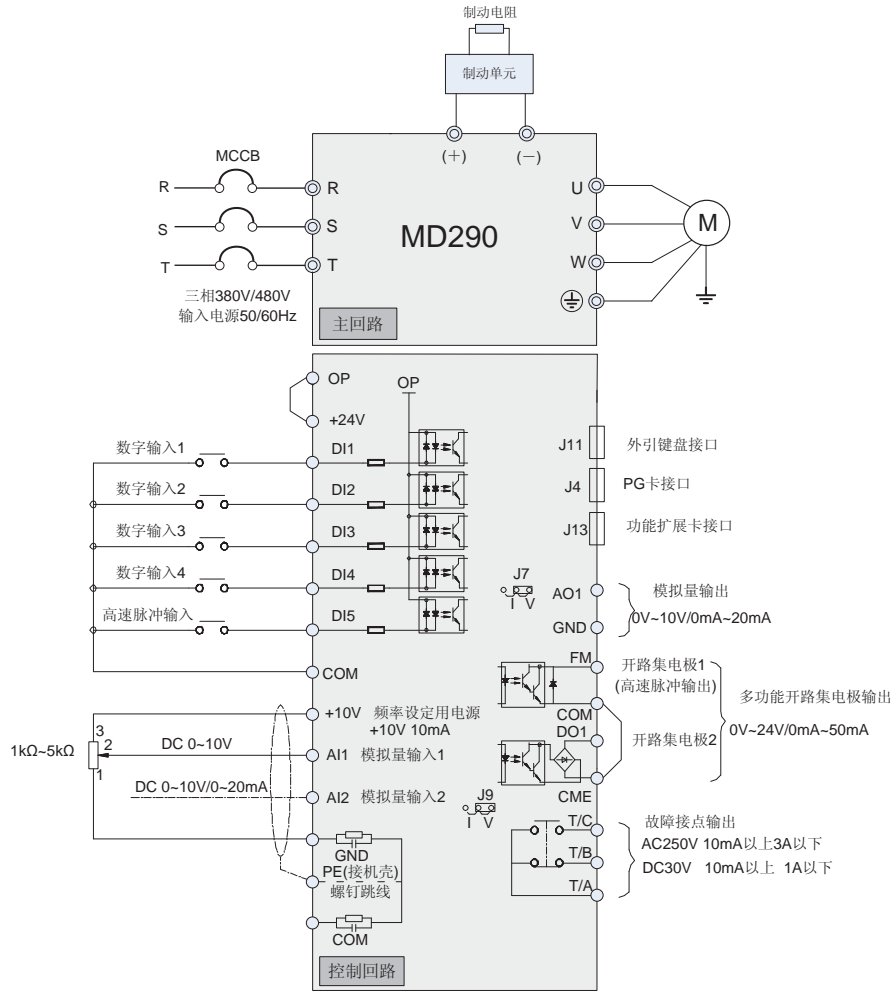 制动电阻
制动单元
(+)
(-)
MCCB
R
R
S
S
T
T
三相380V/480V
输入电源50/60Hz
MD290
U
V
W
M
主回路
OP
OP
+24V
数字输入1
DI1
数字输入2
DI2
数字输入3
DI3
数字输入4
DI4
高速脉冲输入
DI5
COM
J11
外引键盘接口
J4
PG卡接口
J13
功能扩展卡接口
J7
I V
AO1
GND
模拟量输出
0V~10V/0mA~20mA
FM
COM
开路集电极1
(高速脉冲输出)
DO1
CME
开路集电极2
多功能开路集电极输出
0V~24V/0mA~50mA
+10V
频率设定用电源
+10V 10mA
1kΩ~5kΩ
3
2
1
DC 0~10V
AI1 模拟量输入1
DC 0~10V/0~20mA
AI2 模拟量输入2
J9
I V
GND
PE(接机壳)
螺钉跳线
COM
T/C
T/B
T/A
故障接点输出
AC250V 10mA以上3A以下
DC30V 10mA以上 1A以下
控制回路